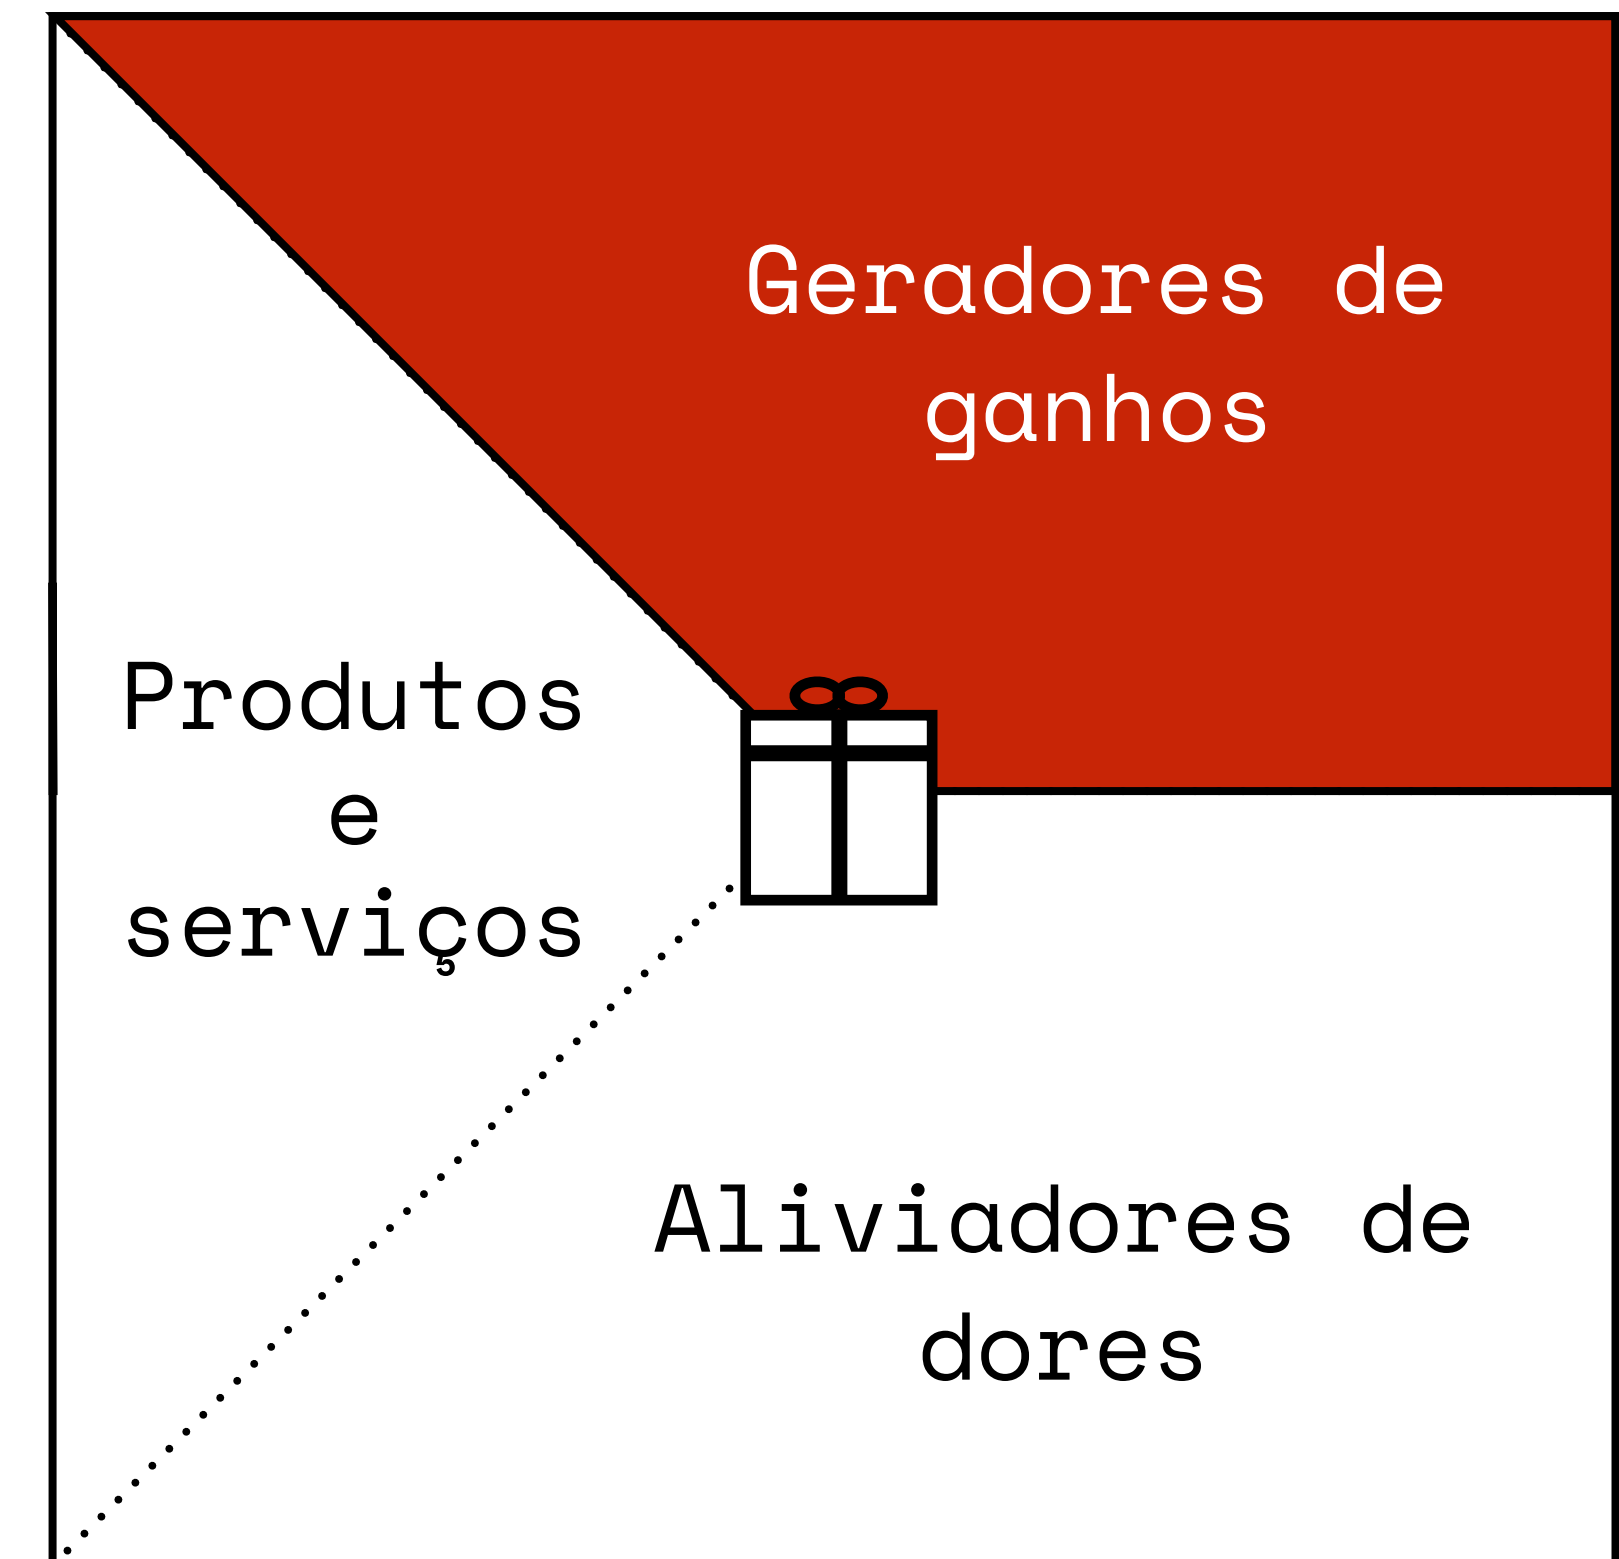 Geradores de
ganhos
Produtos
e
serviços
Aliviadores de
dores